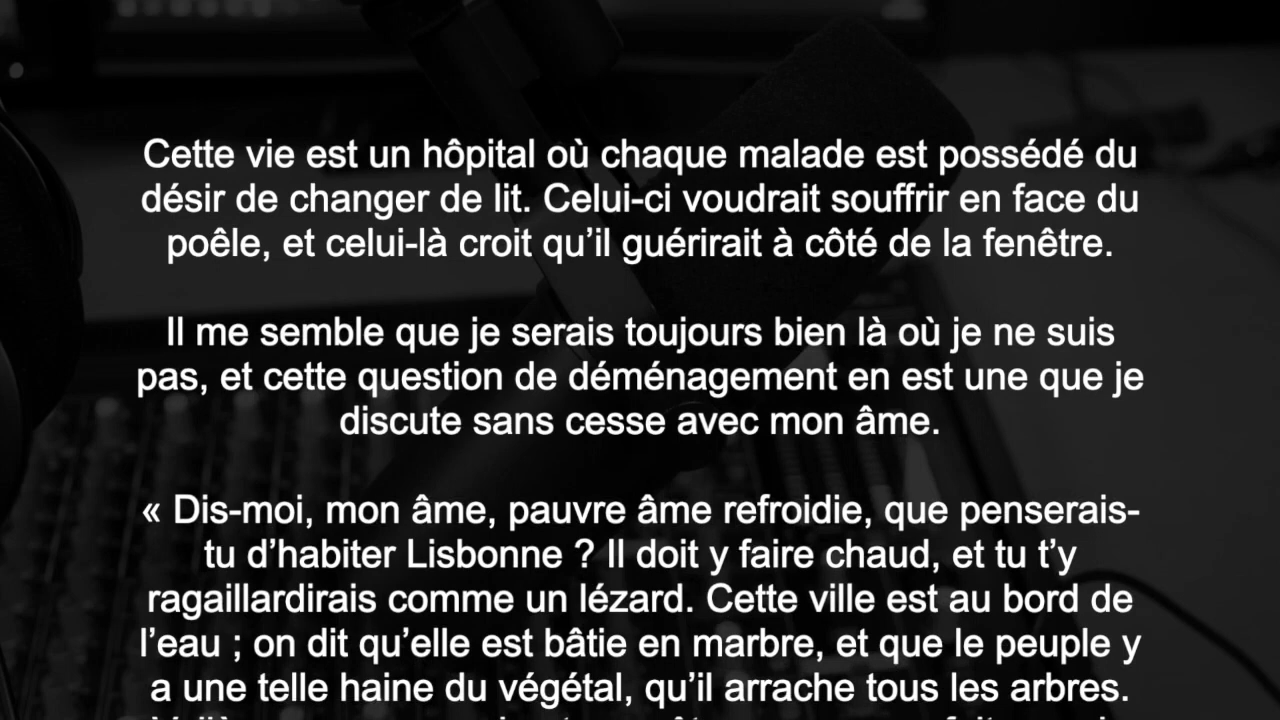 Cette vie est un hôpital où chaque malade est possédé du
désir de changer de lit. Celui-ci voudrait souffrir en face du
poêle, et celui-là croit qu’il guérirait à côté de la fenêtre.
Il me semble que je serais toujours bien là où je ne suis
pas, et cette question de déménagement en est une que je
discute sans cesse avec mon âme.
« Dis-moi, mon âme, pauvre âme refroidie, que penserais-
tu d’habiter Lisbonne ? Il doit y faire chaud, et tu t’y
ragaillardirais comme un lézard. Cette ville est au bord de
l’eau ; on dit qu’elle est bâtie en marbre, et que le peuple y
a une telle haine du végétal, qu’il arrache tous les arbres.